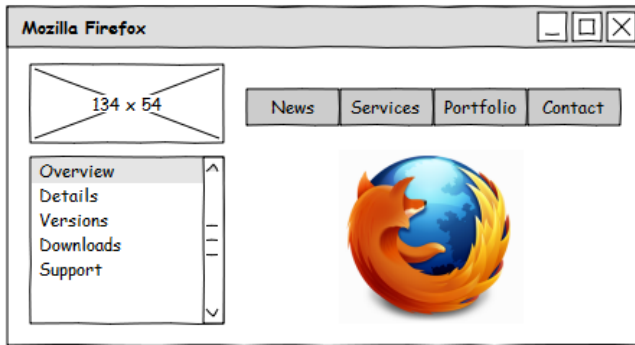 Mozilla Firefox
134 x 54
News Services Portfolio Contact
Overview
Details
Versions
Downloads
Support